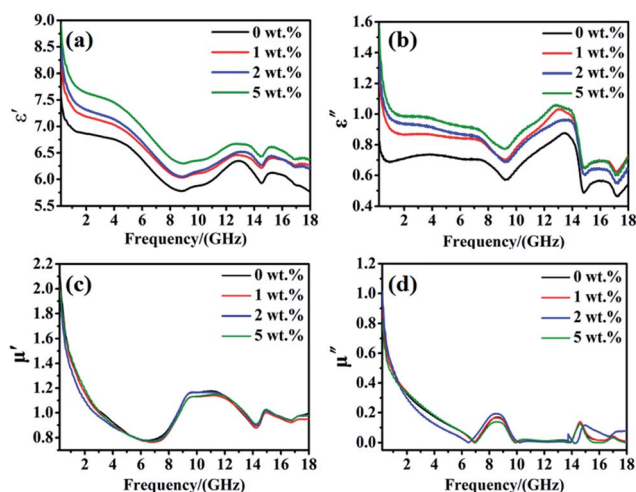 (a)
0 wt.%
1 wt.%
2 wt.%
5 wt.%
ε′
9.0
8.5
8.0
7.5
7.0
6.5
6.0
5.5
2 4 6 8 10 12 14 16 18
Frequency/(GHz)
(b)
0 wt.%
1 wt.%
2 wt.%
5 wt.%
ε″
1.6
1.4
1.2
1.0
0.8
0.6
0.4
2 4 6 8 10 12 14 16 18
Frequency/(GHz)
(c)
0 wt.%
1 wt.%
2 wt.%
5 wt.%
μ′
2.2
2.0
1.8
1.6
1.4
1.2
1.0
0.8
2 4 6 8 10 12 14 16 18
Frequency/(GHz)
(d)
0 wt.%
1 wt.%
2 wt.%
5 wt.%
μ″
1.2
1.0
0.8
0.6
0.4
0.2
0.0
2 4 6 8 10 12 14 16 18
Frequency/(GHz)